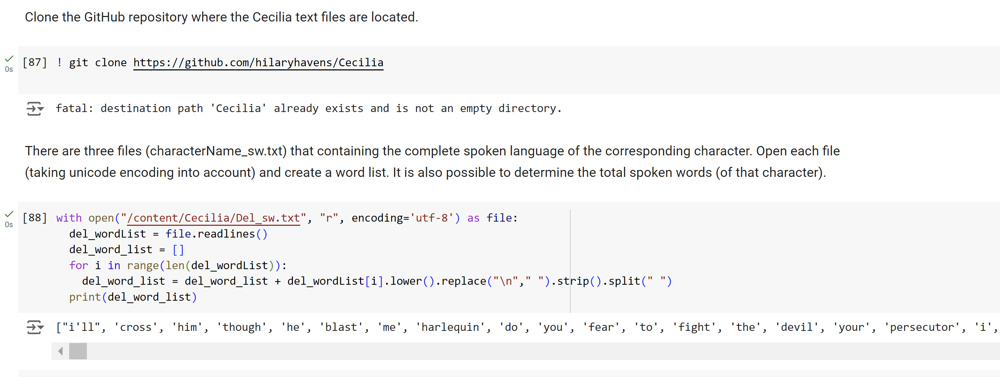 Clone the GitHub repository where the Cecilia text files are located.
[87] ! git clone https://github.com/hilaryhavens/Cecilia
0s
fatal: destination path 'Cecilia' already exists and is not an empty directory.
There are three files (characterName_sw.txt) that containing the complete spoken language of the corresponding character. Open each file
(taking unicode encoding into account) and create a word list. It is also possible to determine the total spoken words (of that character).
[88] with open("/content/Cecilia/Del_sw.txt", "r", encoding='utf-8') as file:
0s
del_wordList = file.readlines()
del_word_list = []
for i in range(len(del_wordList)):
del_word_list = del_word_list + del_wordList[i].lower().replace("\n"," ").strip().split(" ")
print(del_word_list)
["i'll", 'cross', 'him', 'though', 'he', 'blast', 'me', 'harlequin', 'do', 'you', 'fear', 'to', 'fight', 'the', 'devil', 'your', 'persecutor', 'i',